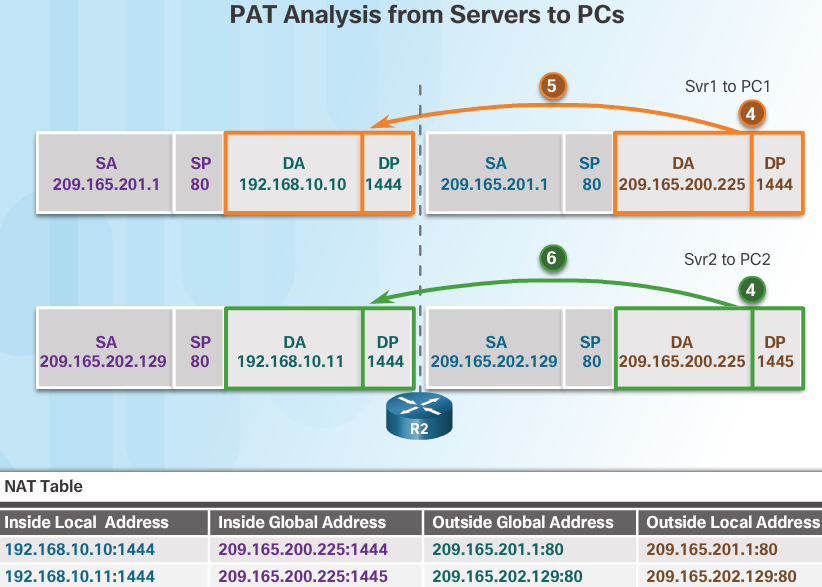 PAT Analysis from Servers to PCs
5
Svr1 to PC1
4
SA
209.165.201.1
SP
80
DA
192.168.10.10
DP
1444
SA
209.165.201.1
SP
80
DA
209.165.200.225
DP
1444
6
Svr2 to PC2
4
SA
209.165.202.129
SP
80
DA
192.168.10.11
DP
1444
SA
209.165.202.129
SP
80
DA
209.165.200.225
DP
1445
R2
NAT Table
Inside Local Address Inside Global Address Outside Global Address Outside Local Address
192.168.10.10:1444 209.165.200.225:1444 209.165.201.1:80 209.165.201.1:80
192.168.10.11:1444 209.165.200.225:1445 209.165.202.129:80 209.165.202.129:80